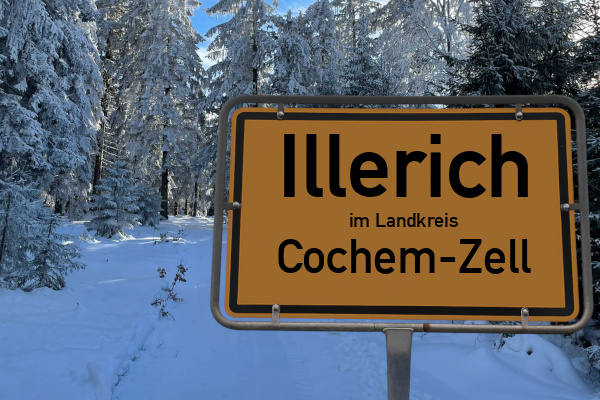 Illerich
im Landkreis
Cochem-Zell